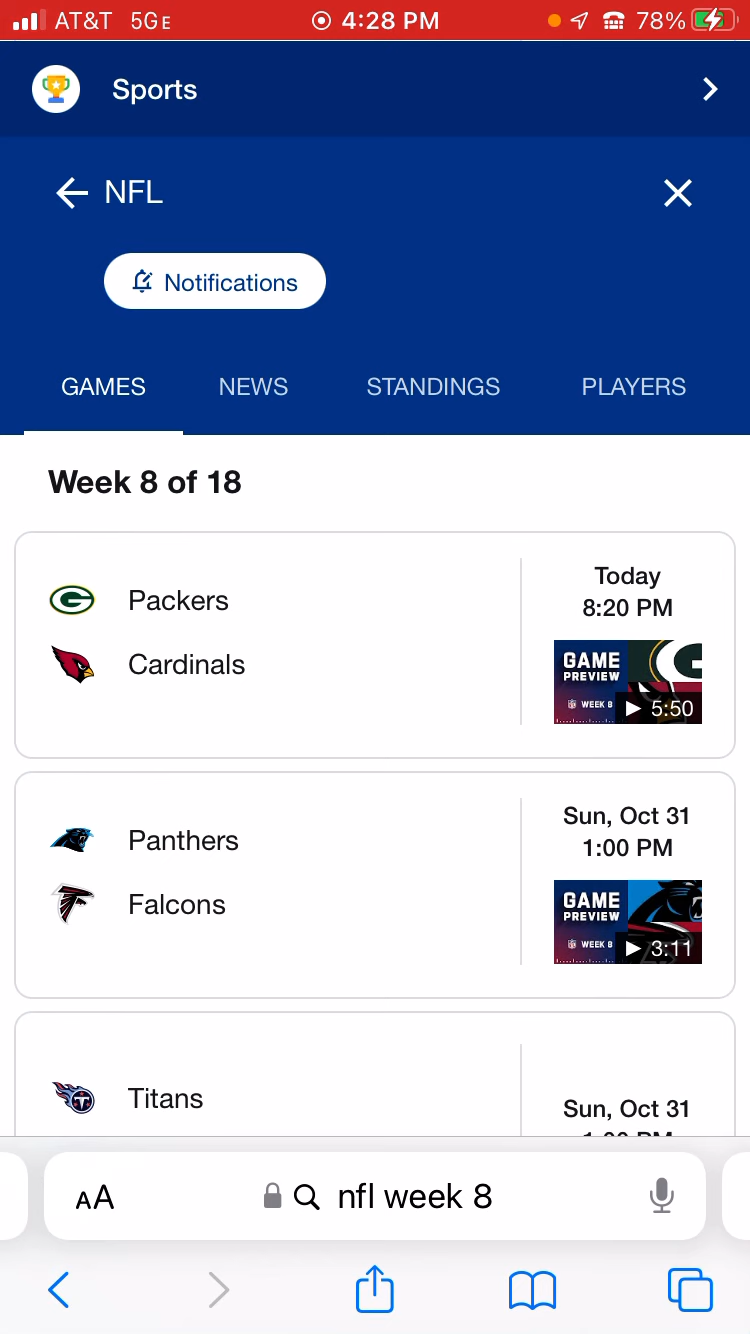 AT&T 5GE 4:28 PM 78%
Sports
NFL
Notifications
GAMES NEWS STANDINGS PLAYERS
Week 8 of 18
Packers
Cardinals
Today
8:20 PM
GAME
PREVIEW
WEEK 8
5:50
Panthers
Falcons
Sun, Oct 31
1:00 PM
GAME
PREVIEW
WEEK 8
3:11
Titans
Sun, Oct 31
AA nfl week 8